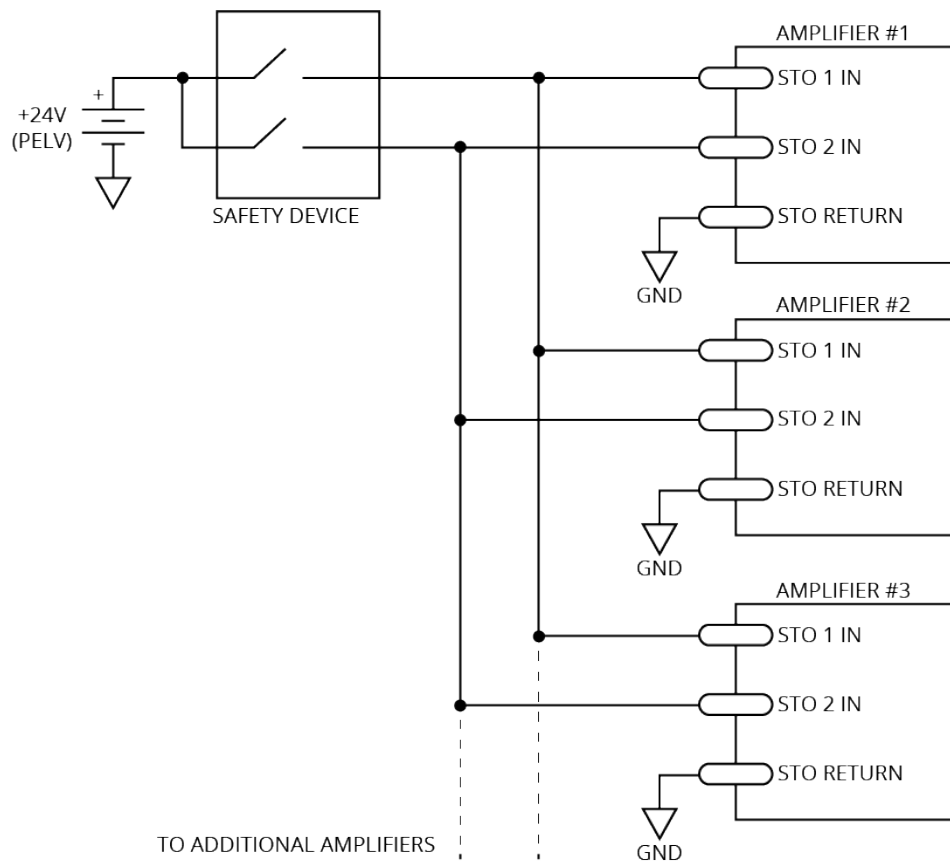 AMPLIFIER #1
+
+24V
(PELV)
STO 1 IN
STO 2 IN
SAFETY DEVICE
STO RETURN
GND
AMPLIFIER #2
STO 1 IN
STO 2 IN
STO RETURN
GND
AMPLIFIER #3
STO 1 IN
STO 2 IN
STO RETURN
GND
TO ADDITIONAL AMPLIFIERS